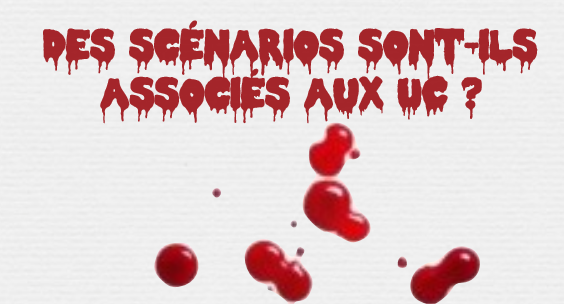 DES SCÉNARIOS SONT-ILS
ASSOCIÉS AUX UC ?